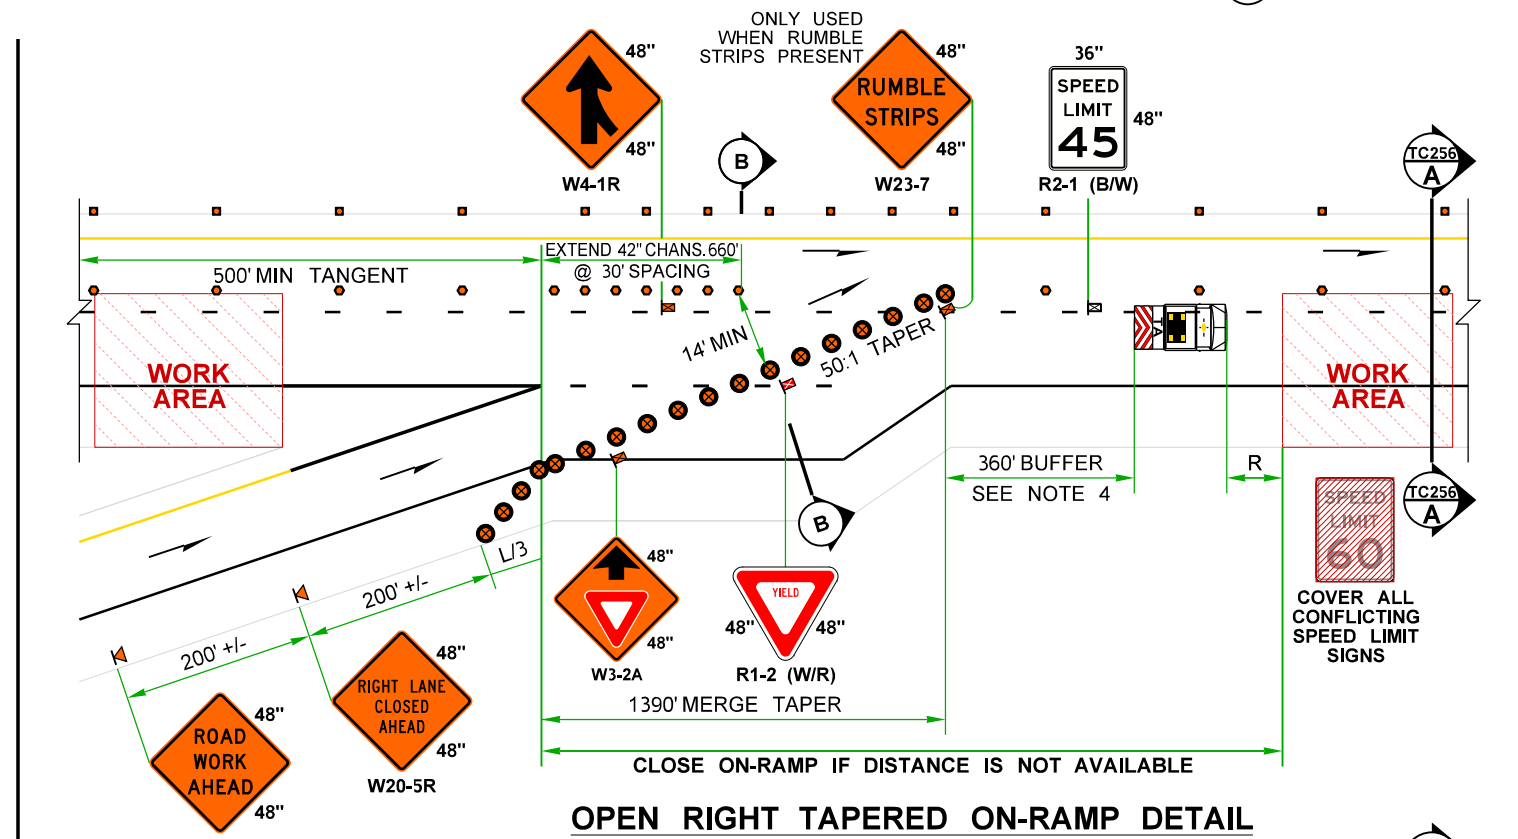 ONLY USED
WHEN RUMBLE
STRIPS PRESENT
48"
48"
W4-1R
B
RUMBLE
STRIPS
48"
48"
W23-7
36"
SPEED
LIMIT
45
48"
R2-1 (B/W)
TC256
A
500' MIN TANGENT
EXTEND 42" CHANS. 660'
@ 30' SPACING
14' MIN
50:1 TAPER
A
WORK
AREA
WORK
AREA
360' BUFFER
SEE NOTE 4
R
B
TC256
A
SPEED
LIMIT
60
COVER ALL
CONFLICTING
SPEED LIMIT
SIGNS
L/3
200' +/-
200' +/-
48"
48"
W3-2A
YIELD
48"
48"
R1-2 (W/R)
RIGHT LANE
CLOSED
AHEAD
48"
48"
W20-5R
ROAD
WORK
AHEAD
48"
48"
1390' MERGE TAPER
CLOSE ON-RAMP IF DISTANCE IS NOT AVAILABLE
OPEN RIGHT TAPERED ON-RAMP DETAIL